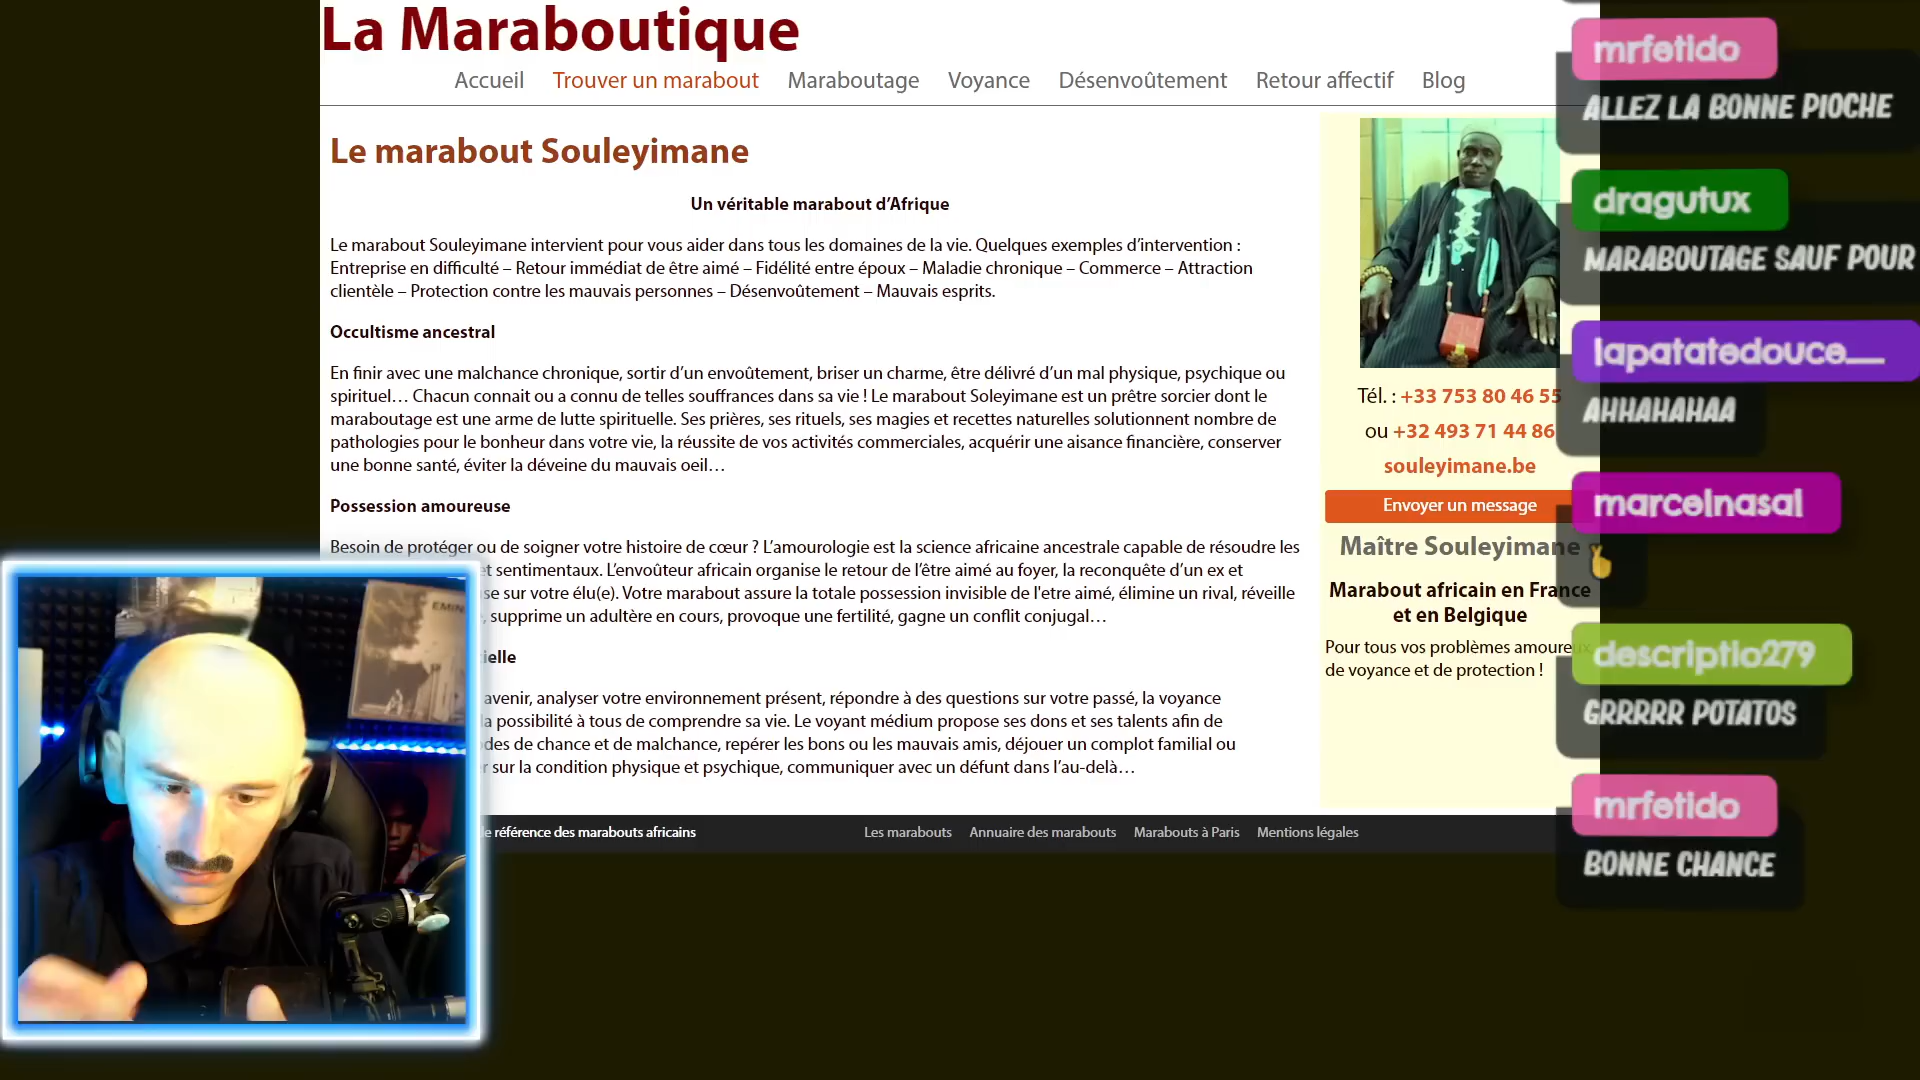 La Maraboutique
Accueil Trouver un marabout Maraboutage Voyance Désenvoûtement Retour affectif Blog
Le marabout Souleyimane
Un véritable marabout d'Afrique
Le marabout Souleyimane intervient pour vous aider dans tous les domaines de la vie. Quelques exemples d'intervention :
Entreprise en difficulté – Retour immédiat de être aimé – Fidélité entre époux – Maladie chronique – Commerce – Attraction
clientèle – Protection contre les mauvais personnes – Désenvoûtement – Mauvais esprits.
Occultisme ancestral
En finir avec une malchance chronique, sortir d'un envoûtement, briser un charme, être délivré d'un mal physique, psychique ou
spirituel… Chacun connait ou a connu de telles souffrances dans sa vie ! Le marabout Soleyimane est un prêtre sorcier dont le
maraboutage est une arme de lutte spirituelle. Ses prières, ses rituels, ses magies et recettes naturelles solutionnent nombre de
pathologies pour le bonheur dans votre vie, la réussite de vos activités commerciales, acquérir une aisance financière, conserver
une bonne santé, éviter la déveine du mauvais oeil…
Possession amoureuse
Besoin de protéger ou de soigner votre histoire de cœur ? L'amourologie est la science africaine ancestrale capable de résoudre les
et sentimentaux. L'envoûteur africain organise le retour de l'être aimé au foyer, la reconquête d'un ex et
se sur votre élu(e). Votre marabout assure la totale possession invisible de l'etre aimé, élimine un rival, réveille
, supprime un adultère en cours, provoque une fertilité, gagne un conflit conjugal…
ielle
avenir, analyser votre environnement présent, répondre à des questions sur votre passé, la voyance
la possibilité à tous de comprendre sa vie. Le voyant médium propose ses dons et ses talents afin de
odes de chance et de malchance, repérer les bons ou les mauvais amis, déjouer un complot familial ou
r sur la condition physique et psychique, communiquer avec un défunt dans l'au-delà…
de référence des marabouts africains Les marabouts Annuaire des marabouts Marabouts à Paris Mentions légales
Tél. : +33 753 80 46 55
ou +32 493 71 44 86
souleyimane.be
Envoyer un message
Maître Souleyimane
Marabout africain en France
et en Belgique
Pour tous vos problèmes amoureux
de voyance et de protection !
mrfetido
ALLEZ LA BONNE PIOCHE
dragutux
MARABOUTAGE SAUF POUR
lapatatedouce__
AHHAHAHAA
marcelnasal
descriptio279
GRRRRR POTATOS
mrfetido
BONNE CHANCE
EMIN